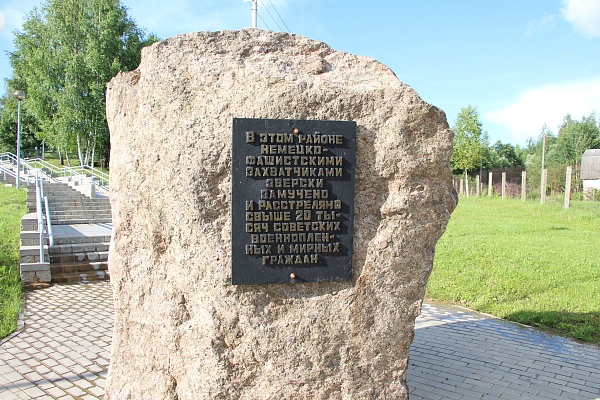 В ЭТОМ РАЙОНЕ
НЕМЕЦКО-
ФАШИСТСКИМИ
ЗАХВАТЧИКАМИ
ЗВЕРСКИ
ЗАМУЧЕНО
И РАССТРЕЛЯНО
СВЫШЕ 20 ТЫ-
СЯЧ СОВЕТСКИХ
ВОЕННОПЛЕН-
НЫХ И МИРНЫХ
ГРАЖДАН